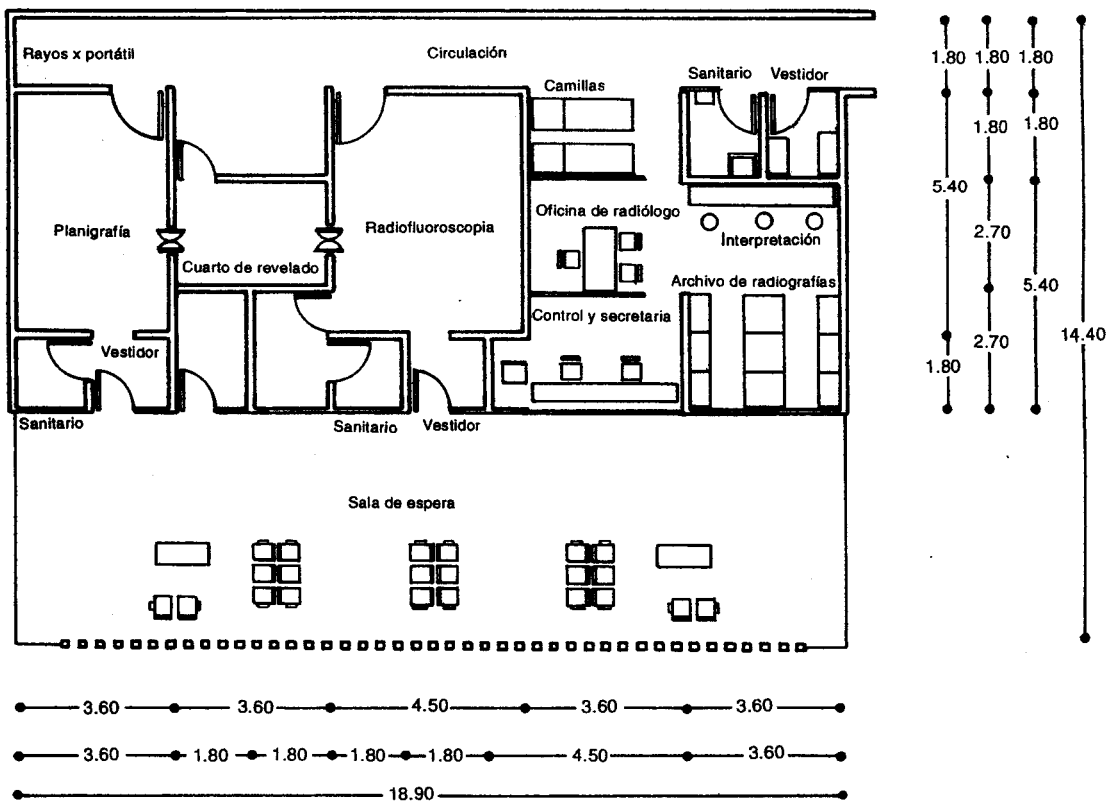 Rayos x portátil
Circulación
Camillas
Sanitario
Vestidor
Planigrafía
Radiofluoroscopia
Oficina de radiólogo
Interpretación
Cuarto de revelado
Archivo de radiografías
Control y secretaria
Vestidor
Sanitario
Sanitario
Vestidor
Sala de espera
1.80 1.80 1.80
1.80 1.80
5.40
2.70
5.40
14.40
2.70
1.80
3.60 3.60 4.50 3.60 3.60
3.60 1.80 1.80 1.80 1.80 4.50 3.60
18.90